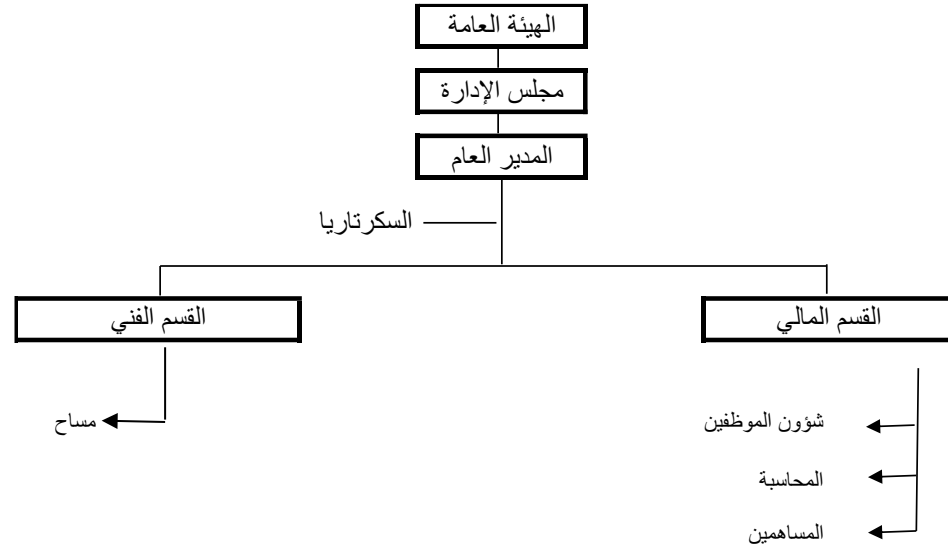 الهيئة العامة
مجلس الإدارة
المدير العام
السكرتاريا
القسم المالي
القسم الفني
شؤون الموظفين
مساح
المحاسبة
المساهمين